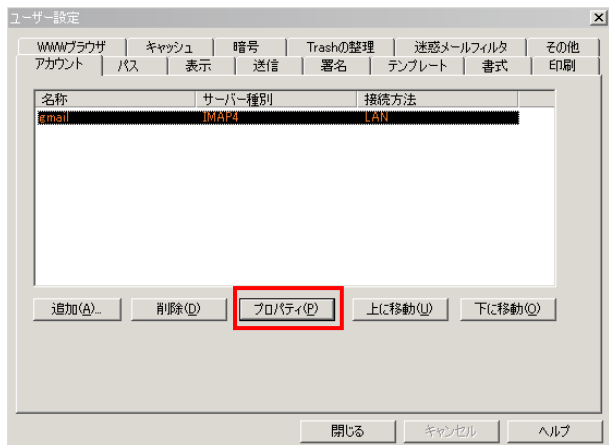 ユーザー設定
WWWブラウザ キャッシュ 暗号 Trashの整理 迷惑メールフィルタ その他
アカウント パス 表示 送信 署名 テンプレート 書式 印刷
名称 サーバー種別 接続方法
gmail IMAP4 LAN
追加(A)... 削除(D) プロパティ(P) 上に移動(U) 下に移動(O)
閉じる キャンセル ヘルプ